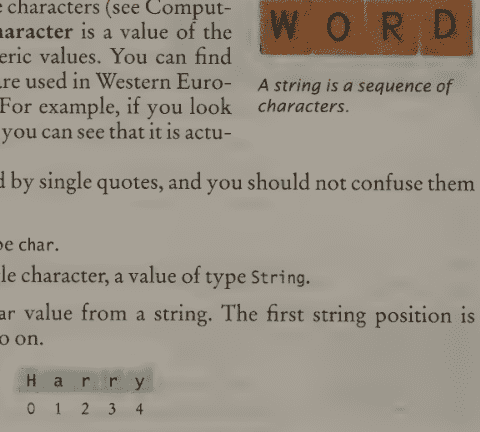 characters (see Comput-
aracter is a value of the
eric values. You can find
re used in Western Euro-
For example, if you look
you can see that it is actu-
WORD
A string is a sequence of
characters.
d by single quotes, and you should not confuse them
pe char.
le character, a value of type String.
ar value from a string. The first string position is
o on.
H a r r y
0 1 2 3 4